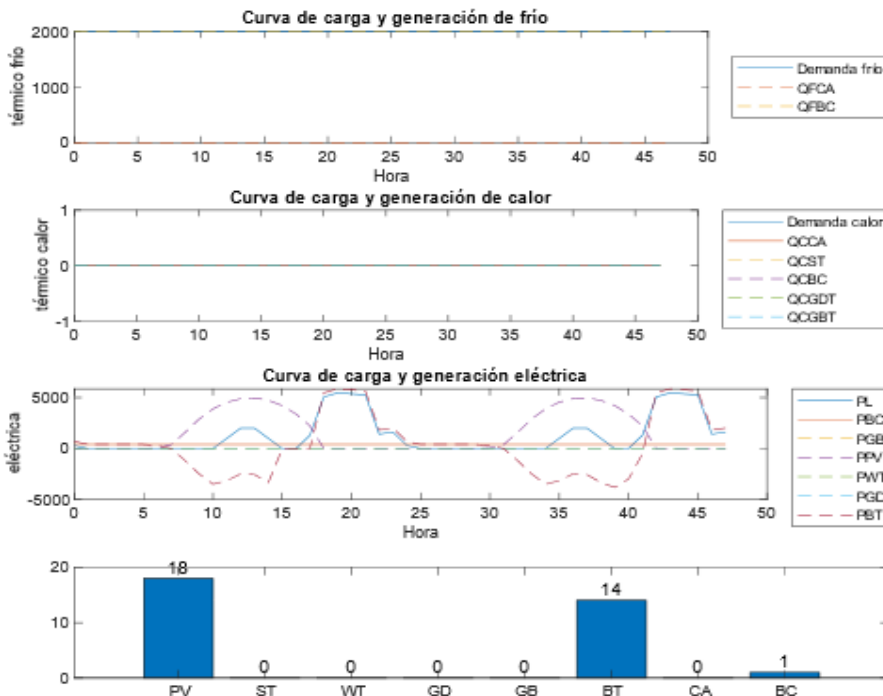 Curva de carga y generación de frío
térmico frío
2000
1000
0
0 5 10 15 20 25 30 35 40 45 50
Hora
Demanda frío
QFCA
QFBC
Curva de carga y generación de calor
térmico calor
1
0
-1
0 5 10 15 20 25 30 35 40 45 50
Hora
Demanda calor
QCCA
QCST
QCBC
QCGDT
QCGBT
Curva de carga y generación eléctrica
eléctrica
5000
0
-5000
0 5 10 15 20 25 30 35 40 45 50
Hora
PL
PBC
PGB
PPV
PWT
PGD
PBT
20
10
0
18 0 0 0 0 14 0 1
PV ST WT GD GB BT CA BC